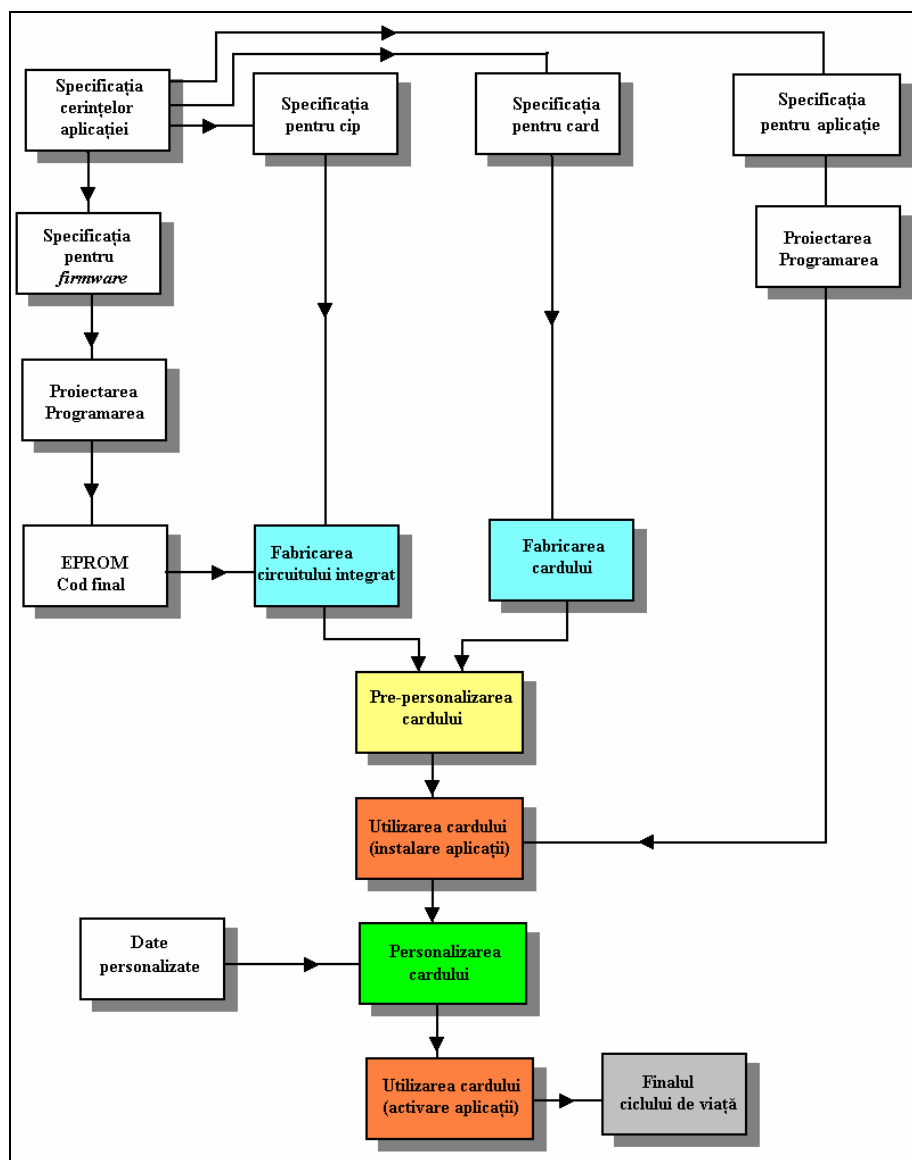 Specificația
cerințelor
aplicației
Specificația
pentru cip
Specificația
pentru card
Specificația
pentru aplicație
Specificația
pentru
firmware
Proiectarea
Programarea
Proiectarea
Programarea
EPROM
Cod final
Fabricarea
circuitului integrat
Fabricarea
cardului
Pre-personalizarea
cardului
Utilizarea cardului
(instalare aplicații)
Date
personalizate
Personalizarea
cardului
Utilizarea cardului
(activare aplicații)
Finalul
ciclului de viață